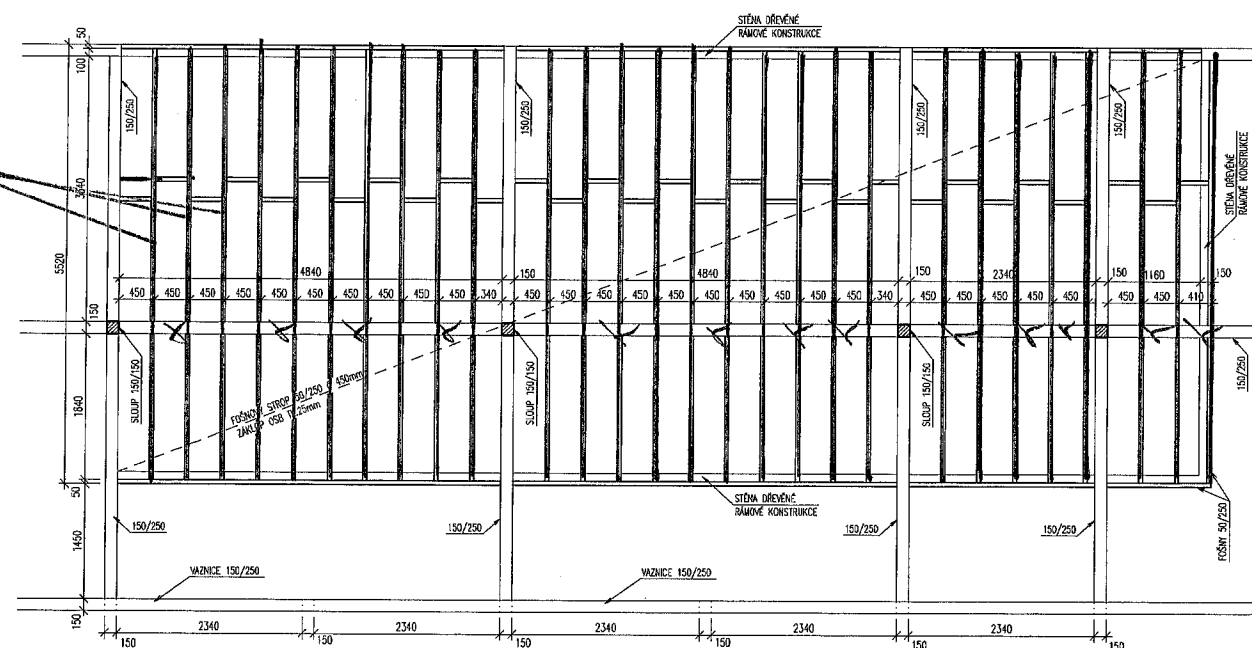 STĚNA DŘEVĚNÉ
RÁMOVÉ KONSTRUKCE
50
100
3640
5520
150
1840
50
1450
150
150/250
150/250
150/250
150/250
STĚNA DŘEVĚNÉ
RÁMOVÉ KONSTRUKCE
4840
150
4840
150
2340
150
1160
150
450 450 450 450 450 450 450 450 450 450 340
450 450 450 450 450 450 450 450 450 450 340
450 450 450 450 450
450 450 410
SLOUP 150/150
SLOUP 150/150
SLOUP 150/150
150/250
FOŠNOVÝ STROP 50/250 á 450mm
ZÁKLOP OSB tl.25mm
STĚNA DŘEVĚNÉ
RÁMOVÉ KONSTRUKCE
150/250
150/250
150/250
150/250
FOŠNY 50/250
VAZNICE 150/250
VAZNICE 150/250
2340
2340
2340
2340
2340
150
150
150
150
150
150